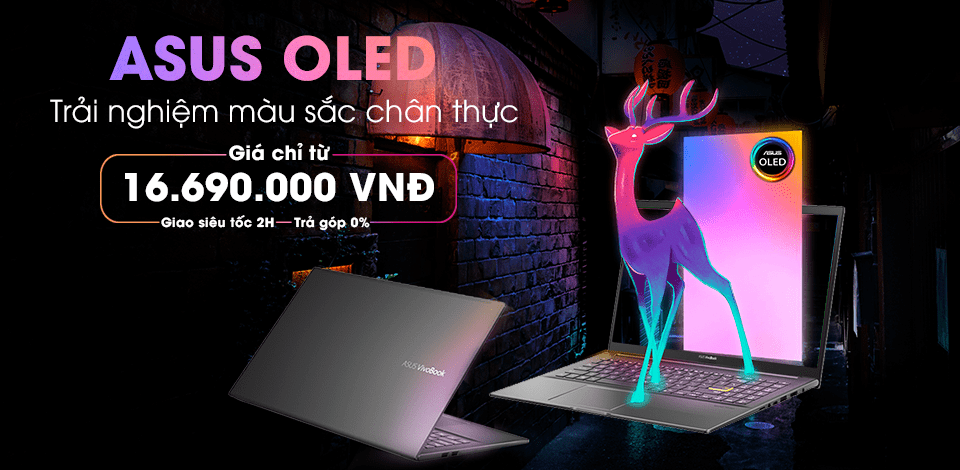 ASUS OLED
Trải nghiệm màu sắc chân thực
Giá chỉ từ
16.690.000 VNĐ
Giao siêu tốc 2H — Trả góp 0%
ASUS
OLED
ASUS VivoBook